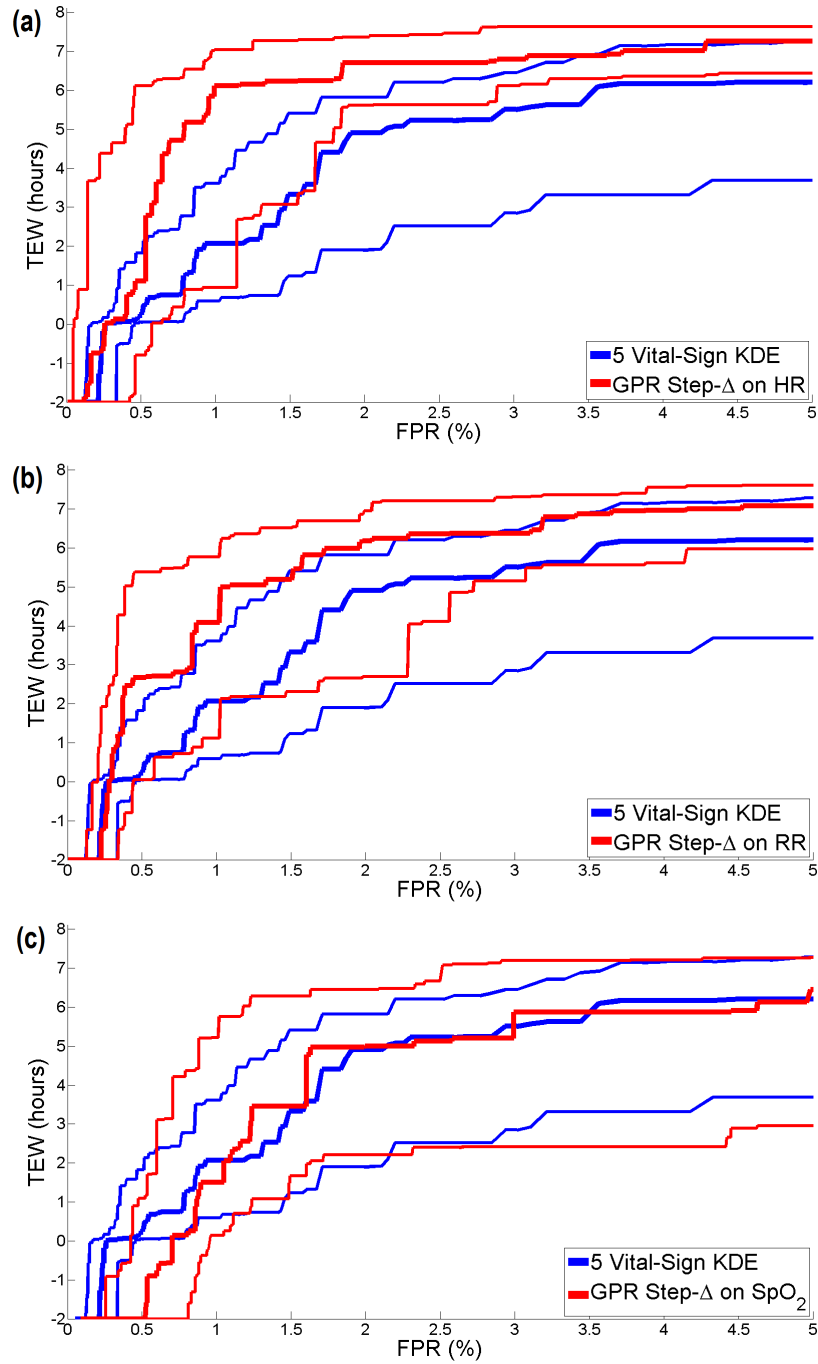 (a)
8
7
6
5
4
3
2
1
0
-1
-2
TEW (hours)
0 0.5 1 1.5 2 2.5 3 3.5 4 4.5 5
FPR (%)
5 Vital-Sign KDE
GPR Step-Δ on HR
(b)
8
7
6
5
4
3
2
1
0
-1
-2
TEW (hours)
0 0.5 1 1.5 2 2.5 3 3.5 4 4.5 5
FPR (%)
5 Vital-Sign KDE
GPR Step-Δ on RR
(c)
8
7
6
5
4
3
2
1
0
-1
-2
TEW (hours)
0 0.5 1 1.5 2 2.5 3 3.5 4 4.5 5
FPR (%)
5 Vital-Sign KDE
GPR Step-Δ on SpO₂